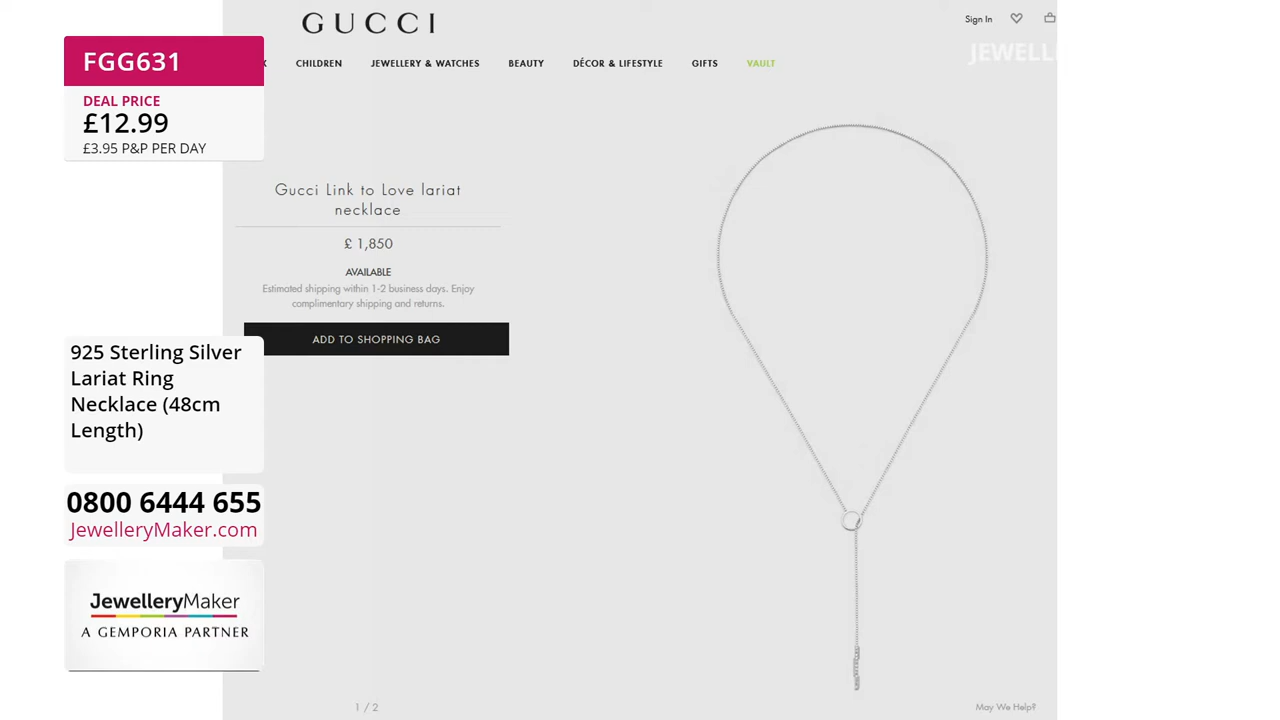 GUCCI
Sign In
JEWELL
FGG631
CHILDREN
JEWELLERY & WATCHES
BEAUTY
DÉCOR & LIFESTYLE
GIFTS
VAULT
DEAL PRICE
£12.99
£3.95 P&P PER DAY
Gucci Link to Love lariat
necklace
£ 1,850
AVAILABLE
Estimated shipping within 1-2 business days. Enjoy
complimentary shipping and returns.
ADD TO SHOPPING BAG
925 Sterling Silver
Lariat Ring
Necklace (48cm
Length)
0800 6444 655
JewelleryMaker.com
JewelleryMaker
A GEMPORIA PARTNER
1 / 2
May We Help?